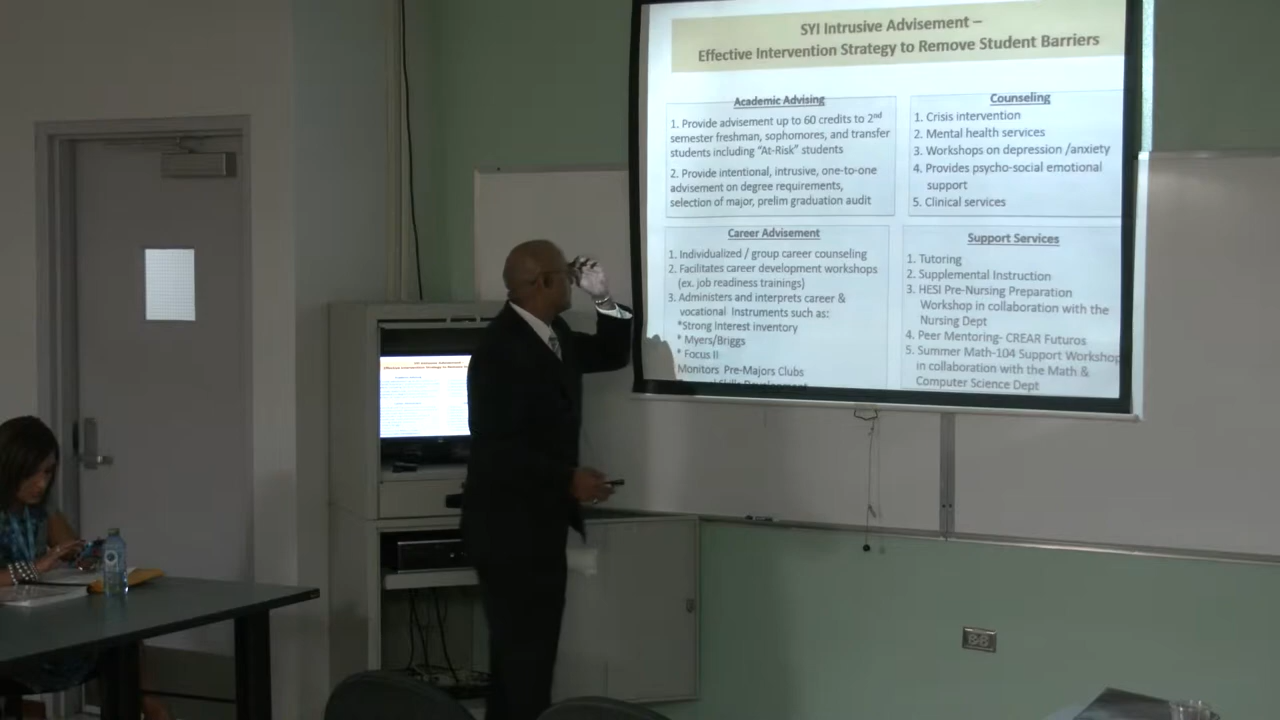 SYI Intrusive Advisement –
Effective Intervention Strategy to Remove Student Barriers
Academic Advising
1. Provide advisement up to 60 credits to 2nd
semester freshman, sophomores, and transfer
students including "At-Risk" students
2. Provide intentional, intrusive, one-to-one
advisement on degree requirements,
selection of major, prelim graduation audit
Counseling
1. Crisis intervention
2. Mental health services
3. Workshops on depression /anxiety
4. Provides psycho-social emotional
support
5. Clinical services
Career Advisement
1. Individualized / group career counseling
2. Facilitates career development workshops
(ex. job readiness trainings)
3. Administers and interprets career &
vocational Instruments such as:
*Strong Interest inventory
* Myers/Briggs
* Focus II
Monitors Pre-Majors Clubs
Support Services
1. Tutoring
2. Supplemental Instruction
3. HESI Pre-Nursing Preparation
Workshop in collaboration with the
Nursing Dept
4. Peer Mentoring- CREAR Futuros
5. Summer Math-104 Support Workshop
in collaboration with the Math &
Computer Science Dept